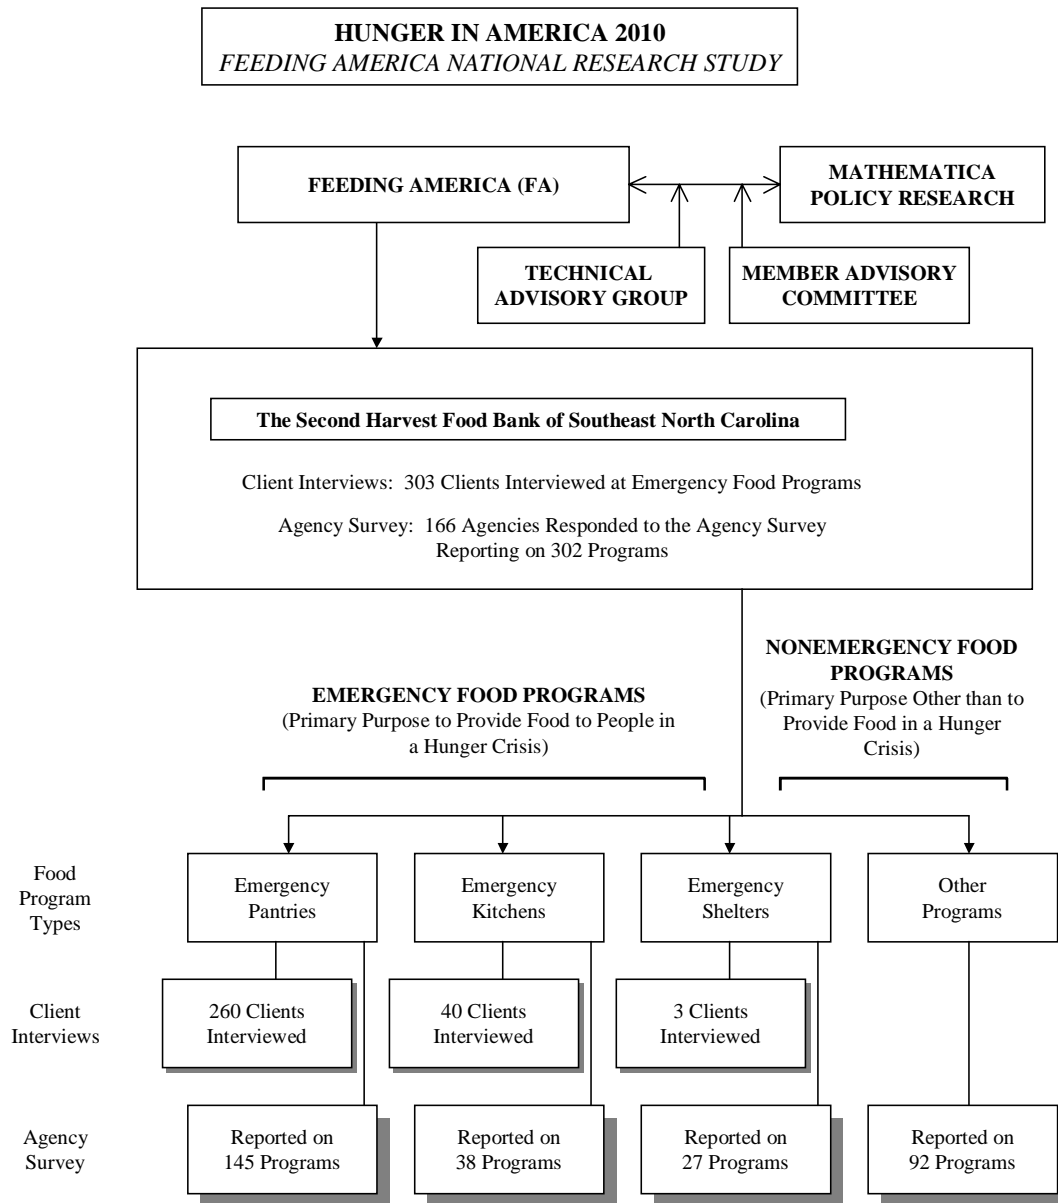 HUNGER IN AMERICA 2010
FEEDING AMERICA NATIONAL RESEARCH STUDY
FEEDING AMERICA (FA)
MATHEMATICA
POLICY RESEARCH
TECHNICAL
ADVISORY GROUP
MEMBER ADVISORY
COMMITTEE
The Second Harvest Food Bank of Southeast North Carolina
Client Interviews: 303 Clients Interviewed at Emergency Food Programs
Agency Survey: 166 Agencies Responded to the Agency Survey
Reporting on 302 Programs
EMERGENCY FOOD PROGRAMS
(Primary Purpose to Provide Food to People in
a Hunger Crisis)
NONEMERGENCY FOOD
PROGRAMS
(Primary Purpose Other than to
Provide Food in a Hunger
Crisis)
Food
Program
Types
Emergency
Pantries
Emergency
Kitchens
Emergency
Shelters
Other
Programs
Client
Interviews
260 Clients
Interviewed
40 Clients
Interviewed
3 Clients
Interviewed
Agency
Survey
Reported on
145 Programs
Reported on
38 Programs
Reported on
27 Programs
Reported on
92 Programs